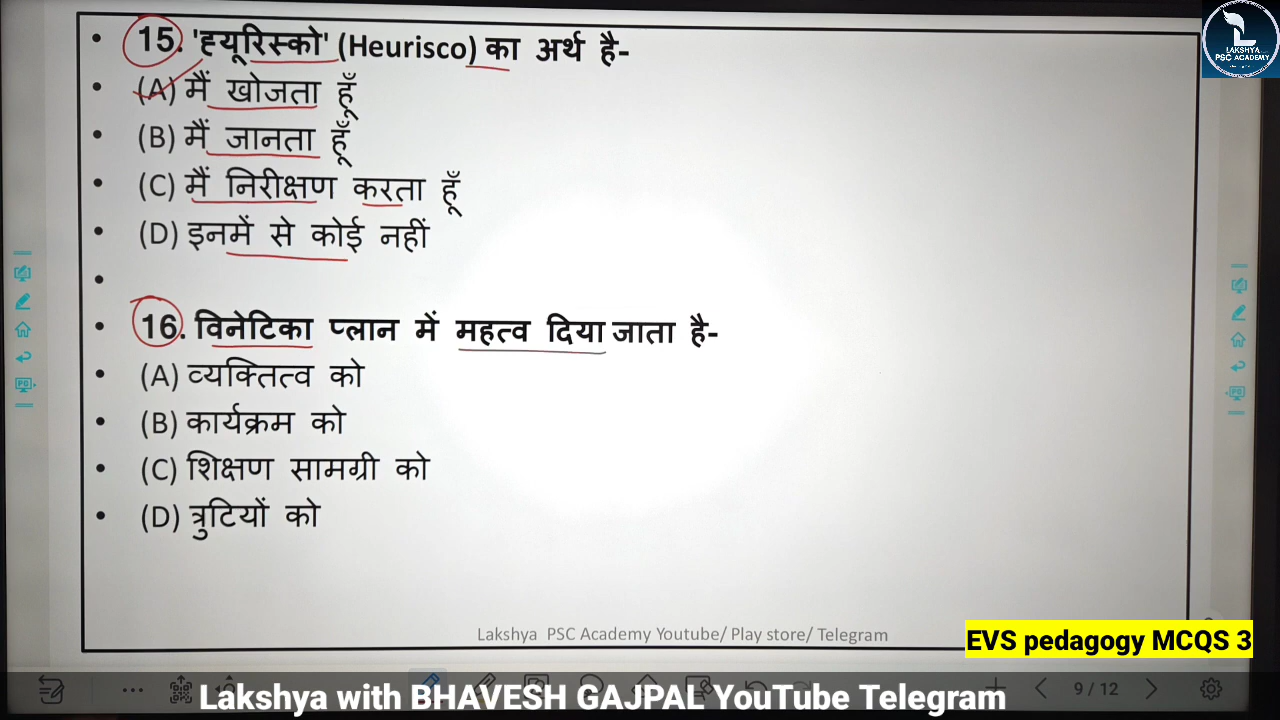 15. 'ह्यूरिस्को' (Heurisco) का अर्थ है-
(A) मैं खोजता हूँ
(B) मैं जानता हूँ
(C) मैं निरीक्षण करता हूँ
(D) इनमें से कोई नहीं
16. विनेटिका प्लान में महत्व दिया जाता है-
(A) व्यक्तित्व को
(B) कार्यक्रम को
(C) शिक्षण सामग्री को
(D) त्रुटियों को
Lakshya PSC Academy Youtube/ Play store/ Telegram
LAKSHYA
PSC ACADEMY
EVS pedagogy MCQS 3
9 / 12
Lakshya with BHAVESH GAJPAL YouTube Telegram